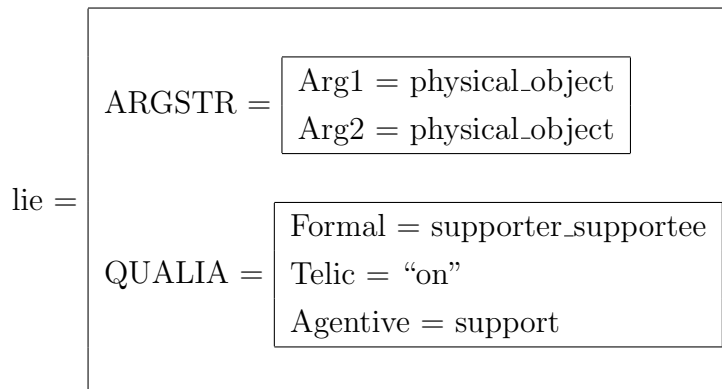 lie =
ARGSTR =
Arg1 = physical_object
Arg2 = physical_object
QUALIA =
Formal = supporter_supportee
Telic = “on”
Agentive = support